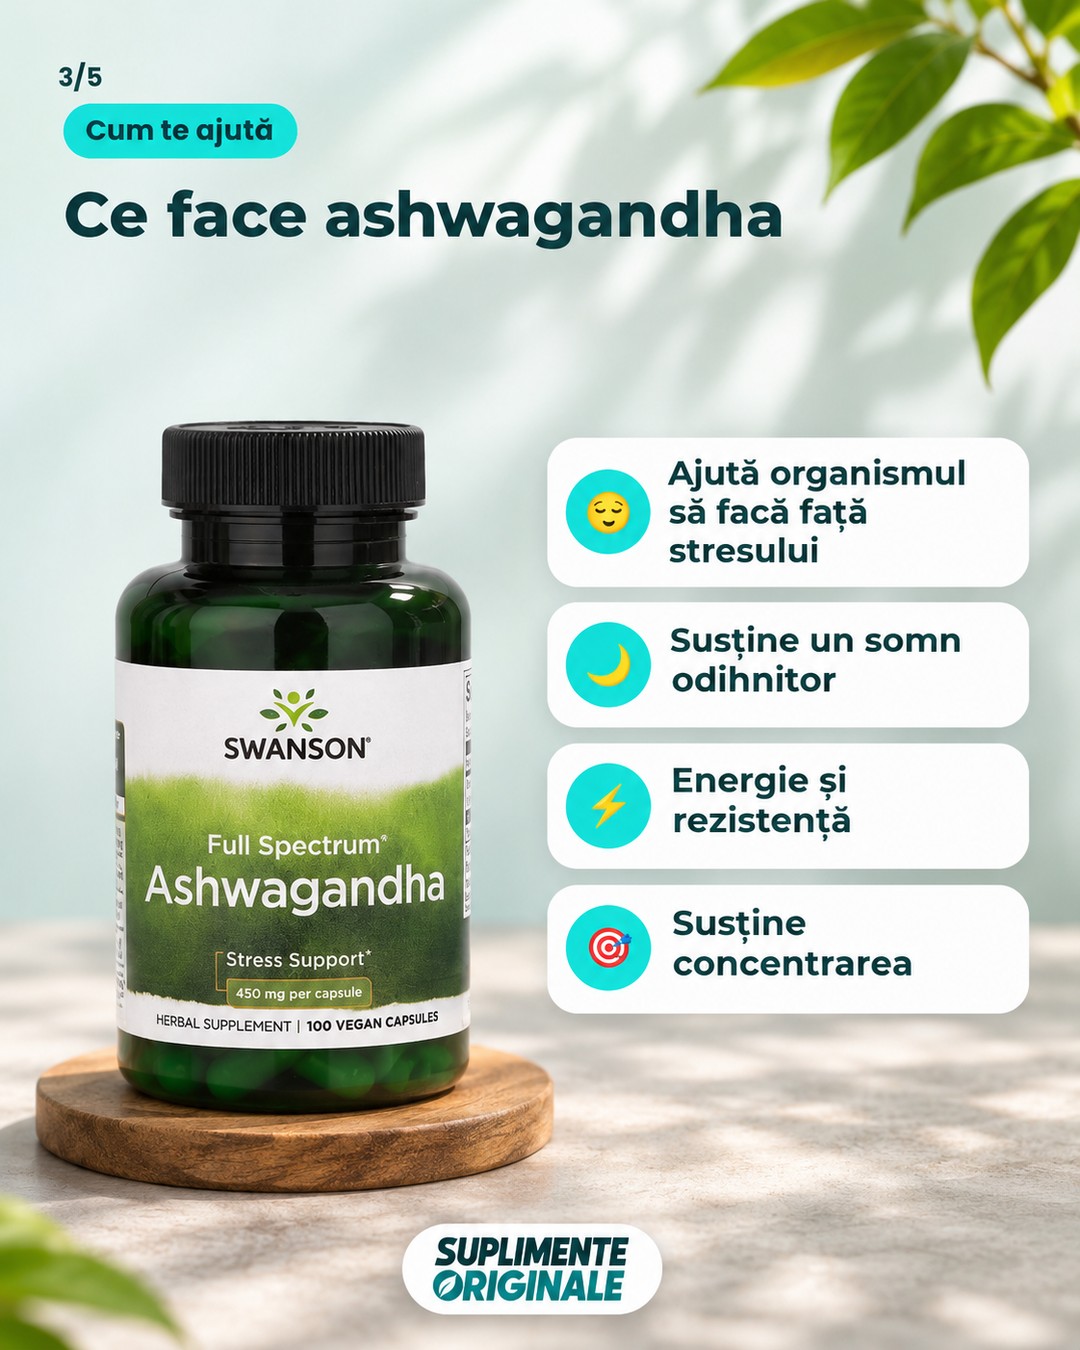 3/5
Cum te ajută
Ce face ashwagandha
Ajută organismul
să facă față
stresului
Susține un somn
odihnitor
Energie și
rezistență
Susține
concentrarea
SWANSON®
Full Spectrum
Ashwagandha
Stress Support*
450 mg per capsule
HERBAL SUPPLEMENT | 100 VEGAN CAPSULES
SUPLIMENTE
ORIGINALE